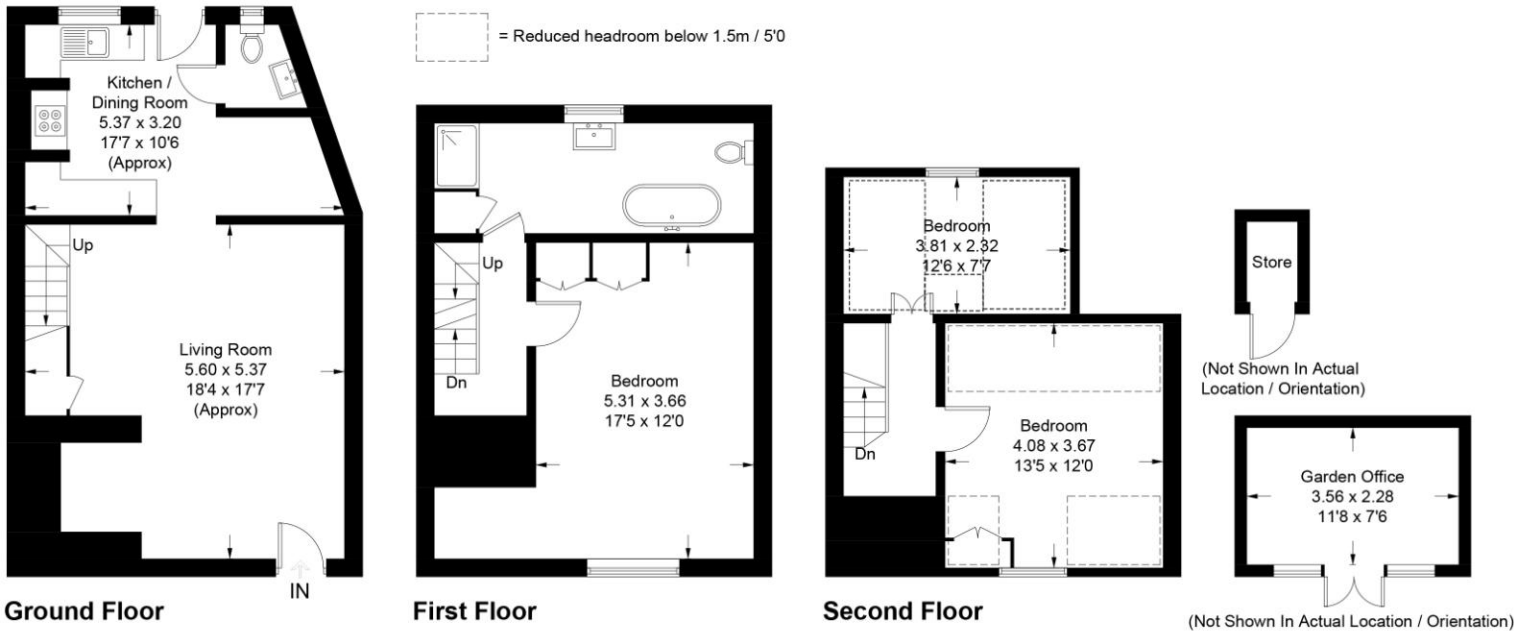 = Reduced headroom below 1.5m / 5'0
Kitchen /
Dining Room
5.37 x 3.20
17'7 x 10'6
(Approx)
Up
Living Room
5.60 x 5.37
18'4 x 17'7
(Approx)
IN
Ground Floor
Up
Dn
Bedroom
5.31 x 3.66
17'5 x 12'0
First Floor
Bedroom
3.81 x 2.32
12'6 x 7'7
Dn
Bedroom
4.08 x 3.67
13'5 x 12'0
Second Floor
Store
(Not Shown In Actual
Location / Orientation)
Garden Office
3.56 x 2.28
11'8 x 7'6
(Not Shown In Actual Location / Orientation)